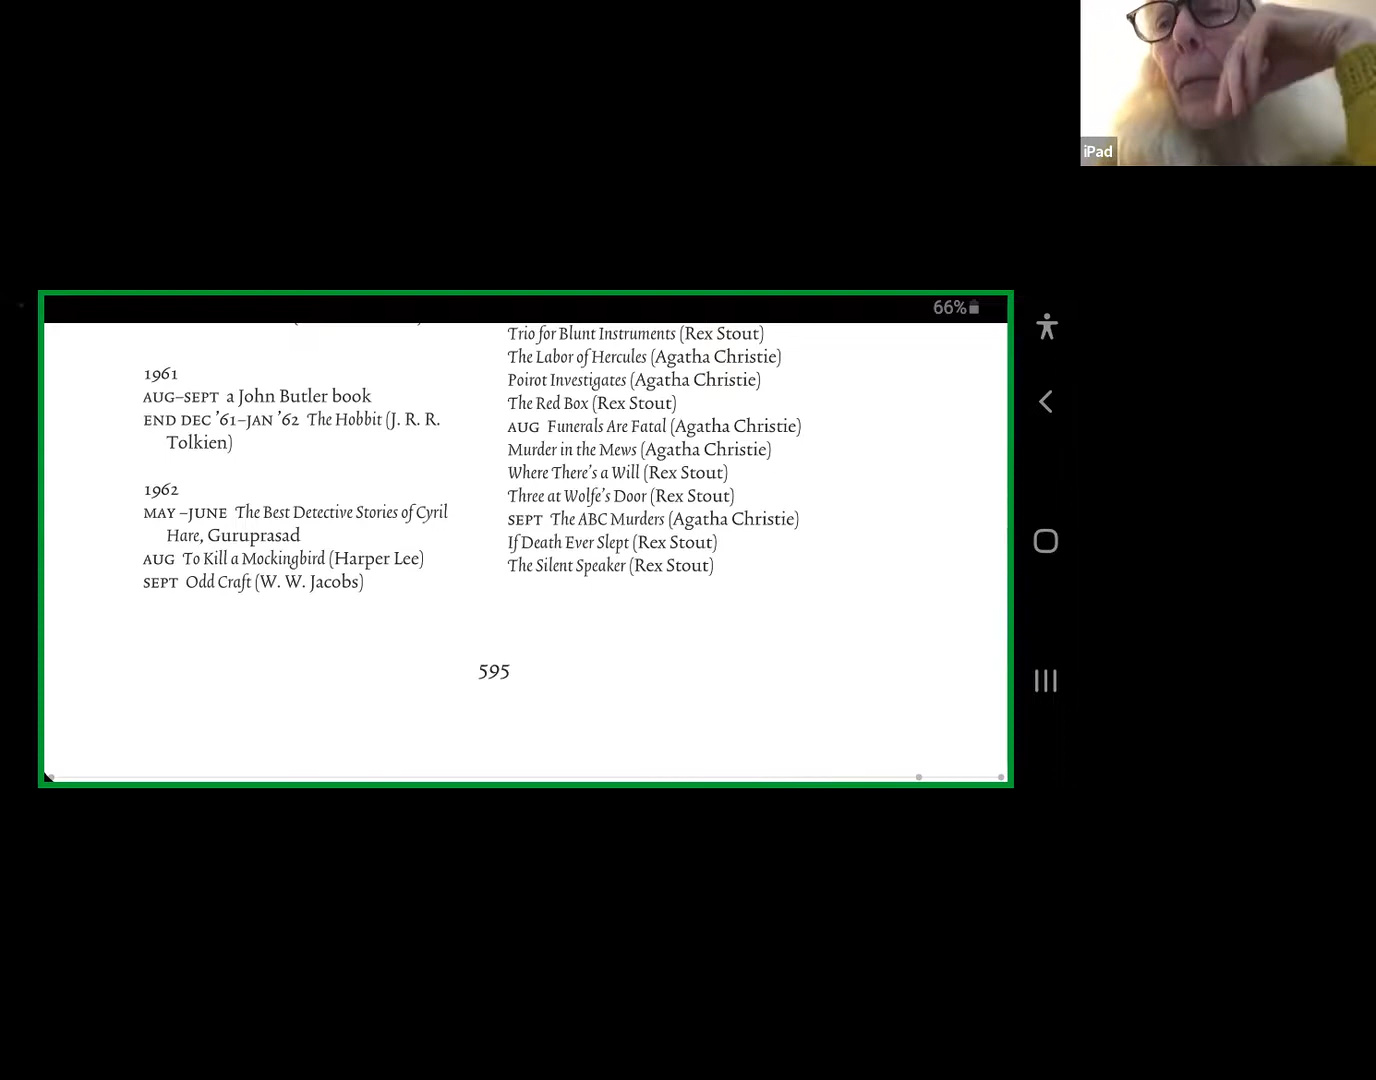 iPad
66%
1961
AUG–SEPT a John Butler book
END DEC ’61–JAN ’62 The Hobbit (J. R. R.
Tolkien)
1962
MAY –JUNE The Best Detective Stories of Cyril
Hare, Guruprasad
AUG To Kill a Mockingbird (Harper Lee)
SEPT Odd Craft (W. W. Jacobs)
Trio for Blunt Instruments (Rex Stout)
The Labor of Hercules (Agatha Christie)
Poirot Investigates (Agatha Christie)
The Red Box (Rex Stout)
AUG Funerals Are Fatal (Agatha Christie)
Murder in the Mews (Agatha Christie)
Where There’s a Will (Rex Stout)
Three at Wolfe’s Door (Rex Stout)
SEPT The ABC Murders (Agatha Christie)
If Death Ever Slept (Rex Stout)
The Silent Speaker (Rex Stout)
595